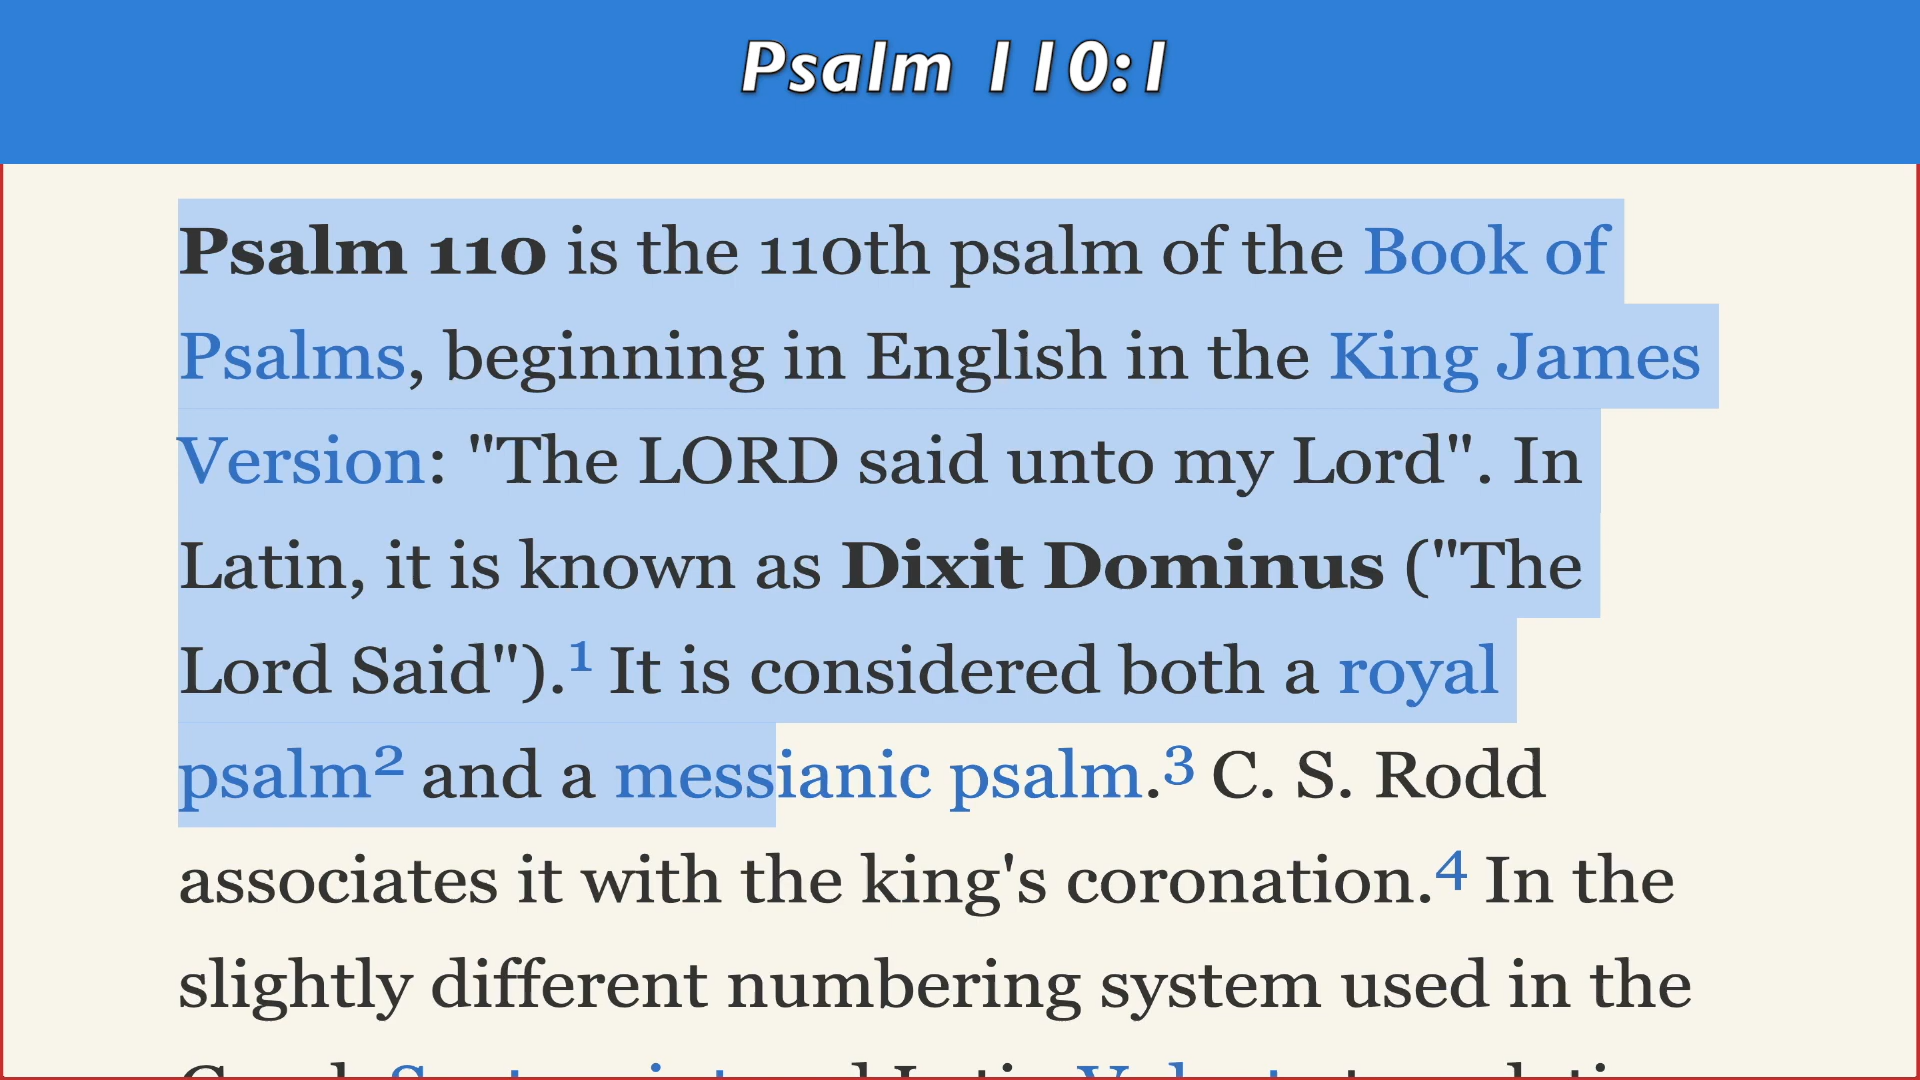 Psalm 110:1
Psalm 110 is the 110th psalm of the Book of
Psalms, beginning in English in the King James
Version: "The LORD said unto my Lord". In
Latin, it is known as Dixit Dominus ("The
Lord Said").1 It is considered both a royal
psalm2 and a messianic psalm.3 C. S. Rodd
associates it with the king's coronation.4 In the
slightly different numbering system used in the